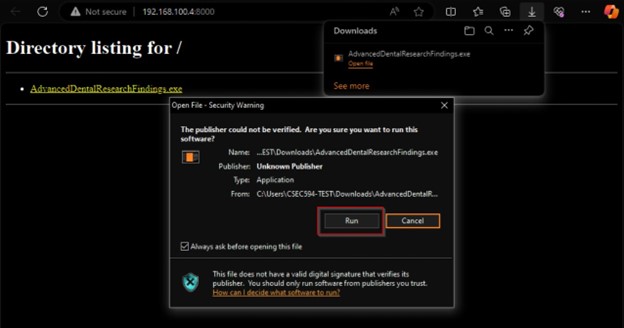 Not secure 192.168.100.4:8000
Directory listing for /
AdvancedDentalResearchFindings.exe
Downloads
AdvancedDentalResearchFindings.exe
Open file
See more
Open File - Security Warning
The publisher could not be verified. Are you sure you want to run this
software?
Name: ...EST\Downloads\AdvancedDentalResearchFindings.exe
Publisher: Unknown Publisher
Type: Application
From: C:\Users\CSEC594-TEST\Downloads\AdvancedDentalR...
Run Cancel
Always ask before opening this file
This file does not have a valid digital signature that verifies its
publisher. You should only run software from publishers you trust.
How can I decide what software to run?